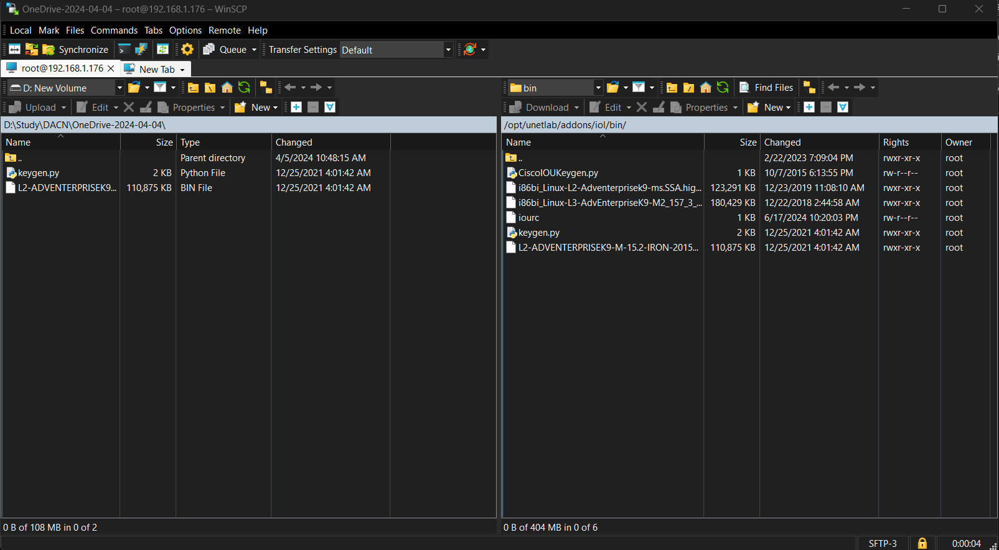 OneDrive-2024-04-04 – root@192.168.1.176 – WinSCP
Local Mark Files Commands Tabs Options Remote Help
Synchronize Queue Transfer Settings Default
root@192.168.1.176 New Tab
D: New Volume
Upload Edit Properties New
D:\Study\DACN\OneDrive-2024-04-04\
Name Size Type Changed
.. Parent directory 4/5/2024 10:48:15 AM
keygen.py 2 KB Python File 12/25/2021 4:01:42 AM
L2-ADVENTERPRISEK9... 110,875 KB BIN File 12/25/2021 4:01:42 AM
0 B of 108 MB in 0 of 2
bin Find Files
Download Edit Properties New
/opt/unetlab/addons/iol/bin/
Name Size Changed Rights Owner
.. 2/22/2023 7:09:04 PM rwxr-xr-x root
CiscoIOUKeygen.py 1 KB 10/7/2015 6:13:55 PM rw-r--r-- root
i86bi_Linux-L2-Adventerprisek9-ms.SSA.hig... 123,291 KB 12/23/2019 11:08:10 AM rwxr-xr-x root
i86bi_Linux-L3-AdvEnterpriseK9-M2_157_3_... 180,429 KB 12/22/2018 2:44:58 AM rwxr-xr-x root
iourc 1 KB 6/17/2024 10:20:03 PM rw-r--r-- root
keygen.py 2 KB 12/25/2021 4:01:42 AM rwxr-xr-x root
L2-ADVENTERPRISEK9-M-15.2-IRON-2015... 110,875 KB 12/25/2021 4:01:42 AM rwxr-xr-x root
0 B of 404 MB in 0 of 6
SFTP-3 0:00:04